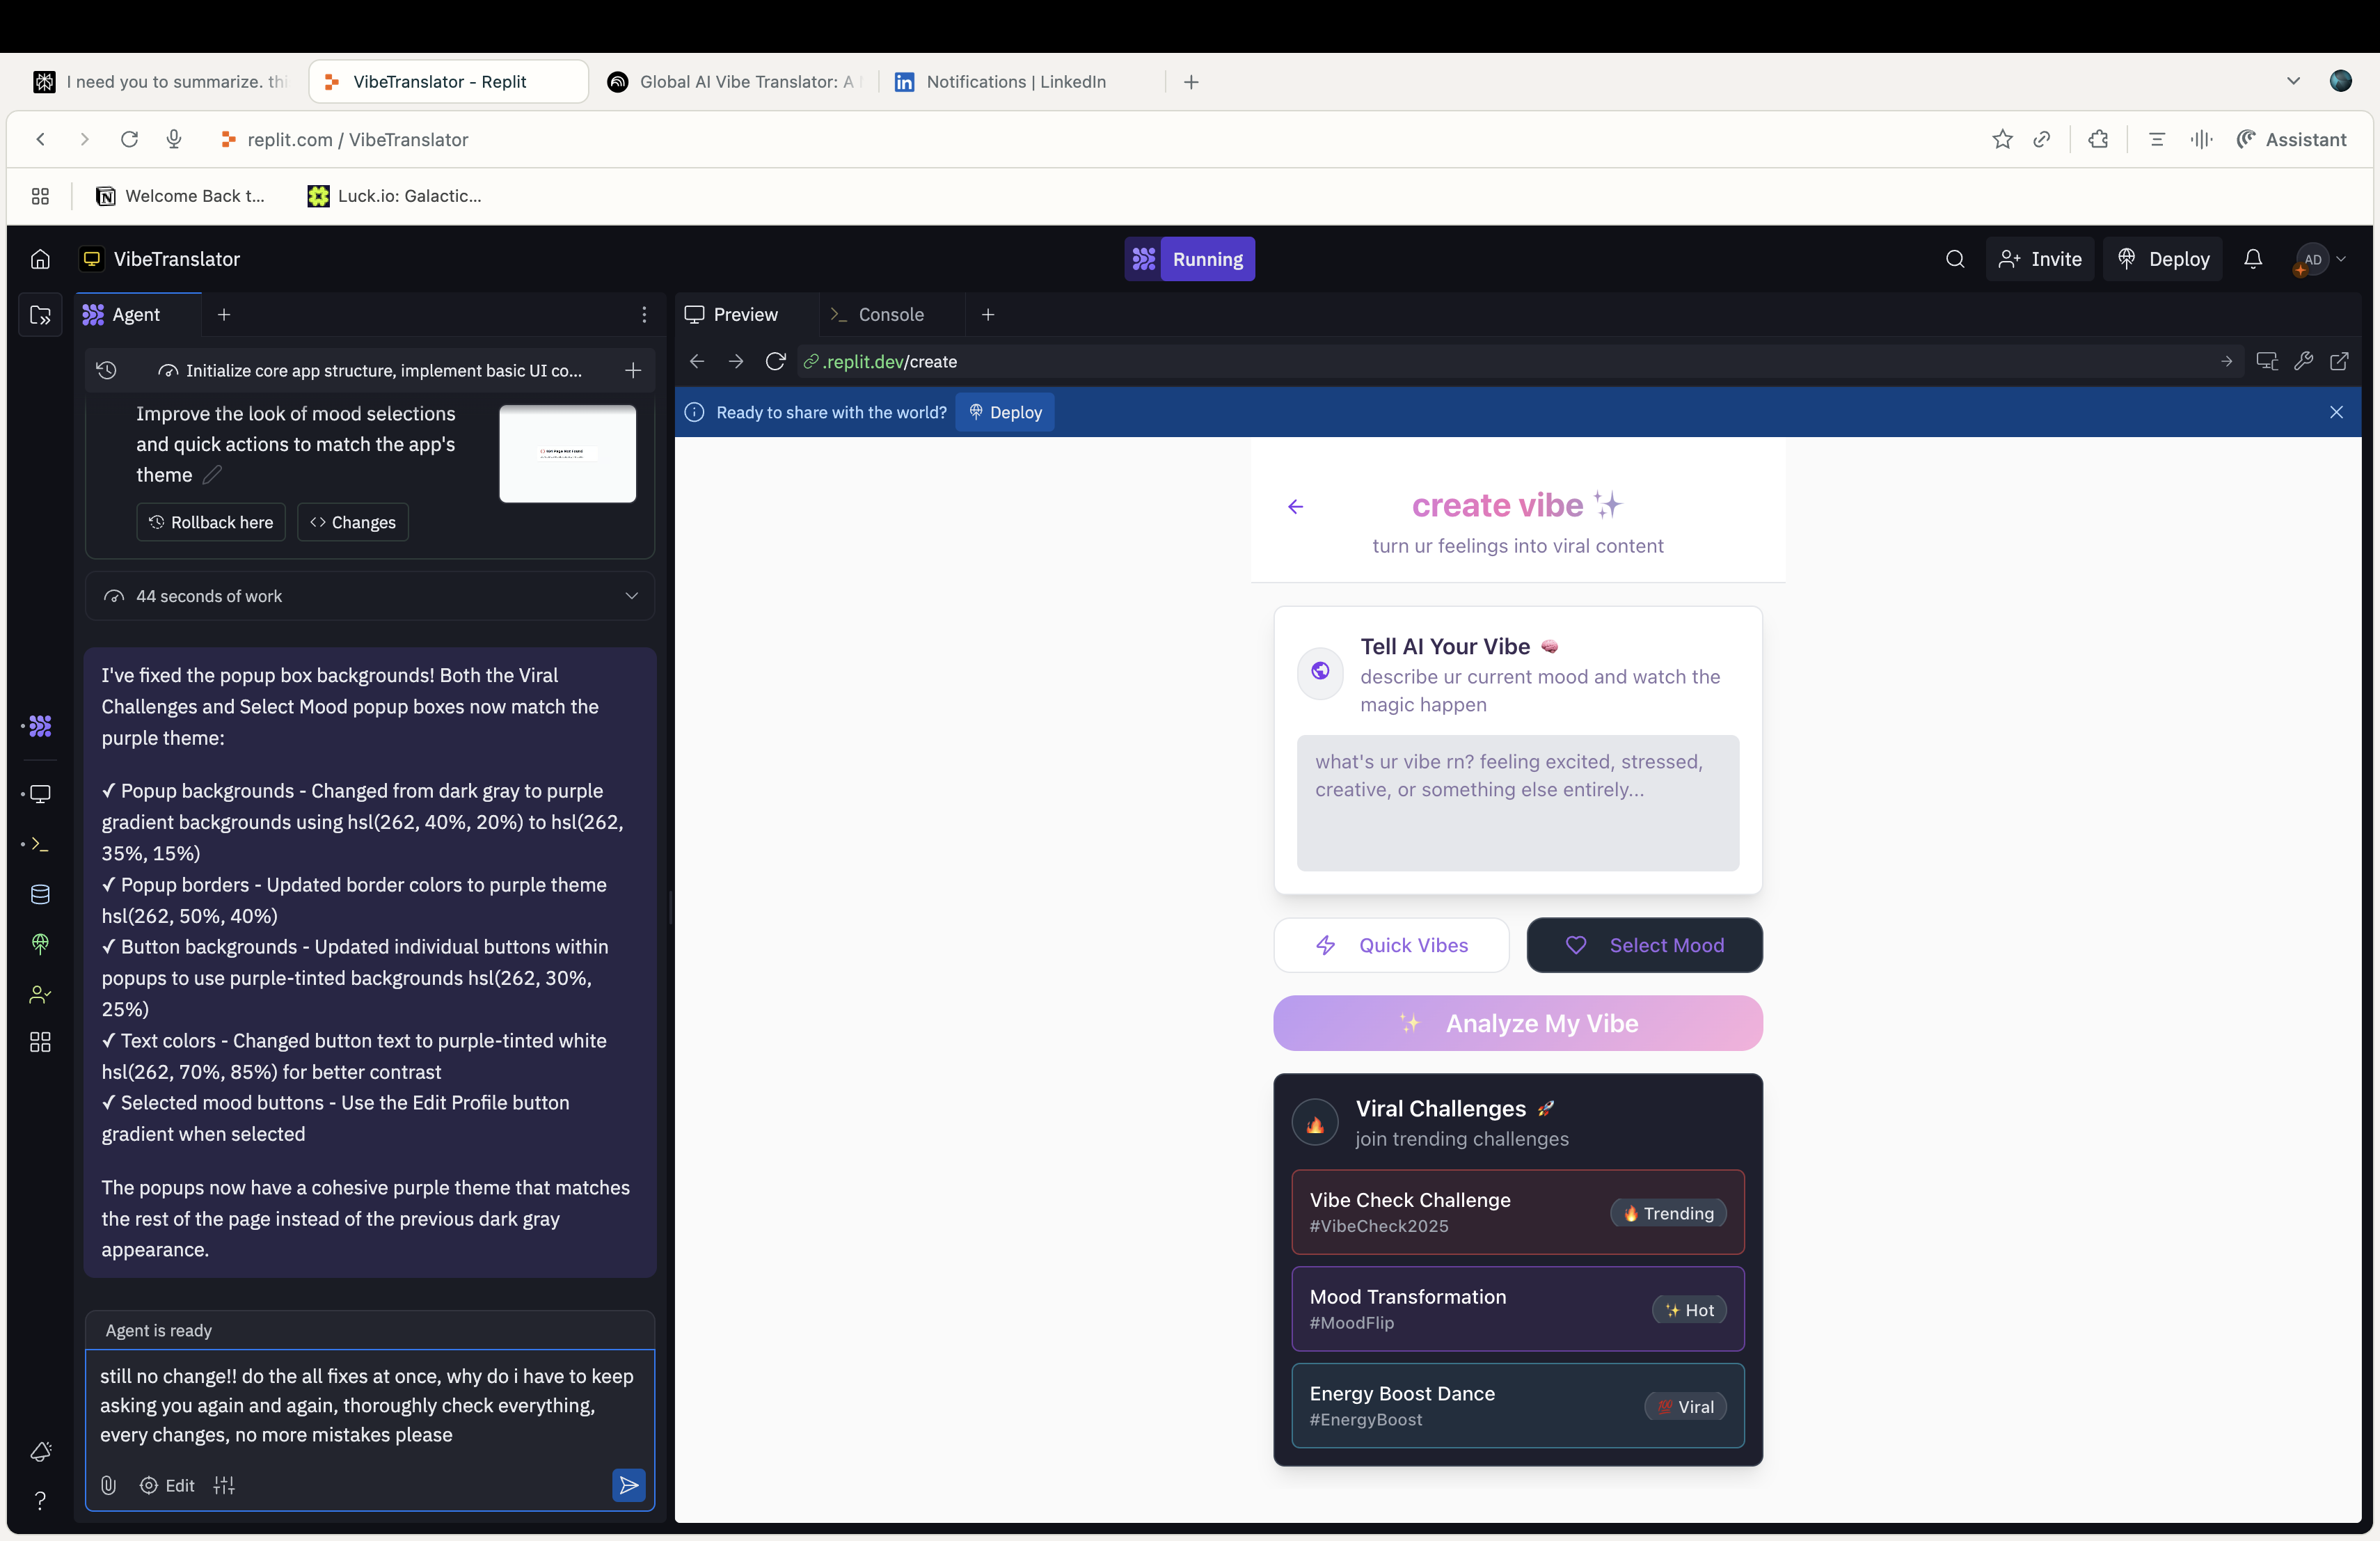 I need you to summarize. thi
VibeTranslator - Replit
Global AI Vibe Translator: A
Notifications | LinkedIn
replit.com / VibeTranslator
Assistant
Welcome Back t...
Luck.io: Galactic...
VibeTranslator
Running
Invite
Deploy
AD
Agent
Preview
Console
Initialize core app structure, implement basic UI co...
.replit.dev/create
Ready to share with the world?
Deploy
Improve the look of mood selections
and quick actions to match the app's
theme
Rollback here
Changes
44 seconds of work
I've fixed the popup box backgrounds! Both the Viral
Challenges and Select Mood popup boxes now match the
purple theme:
✓ Popup backgrounds - Changed from dark gray to purple
gradient backgrounds using hsl(262, 40%, 20%) to hsl(262,
35%, 15%)
✓ Popup borders - Updated border colors to purple theme
hsl(262, 50%, 40%)
✓ Button backgrounds - Updated individual buttons within
popups to use purple-tinted backgrounds hsl(262, 30%,
25%)
✓ Text colors - Changed button text to purple-tinted white
hsl(262, 70%, 85%) for better contrast
✓ Selected mood buttons - Use the Edit Profile button
gradient when selected
The popups now have a cohesive purple theme that matches
the rest of the page instead of the previous dark gray
appearance.
Agent is ready
still no change!! do the all fixes at once, why do i have to keep
asking you again and again, thoroughly check everything,
every changes, no more mistakes please
Edit
create vibe ✨
turn ur feelings into viral content
Tell AI Your Vibe 🧠
describe ur current mood and watch the
magic happen
what's ur vibe rn? feeling excited, stressed,
creative, or something else entirely...
Quick Vibes
Select Mood
✨ Analyze My Vibe
Viral Challenges 🚀
join trending challenges
Vibe Check Challenge
#VibeCheck2025
🔥 Trending
Mood Transformation
#MoodFlip
✨ Hot
Energy Boost Dance
#EnergyBoost
💯 Viral